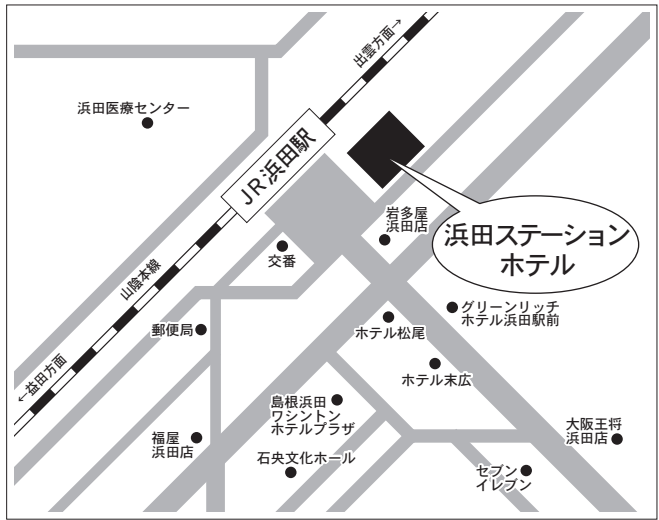 出雲方面→
浜田医療センター
JR浜田駅
岩多屋
浜田店
浜田ステーション
ホテル
交番
山陰本線
グリーンリッチ
ホテル浜田駅前
郵便局
ホテル松尾
←益田方面
ホテル末広
島根浜田
ワシントン
ホテルプラザ
大阪王将
浜田店
福屋
浜田店
石央文化ホール
セブン
イレブン